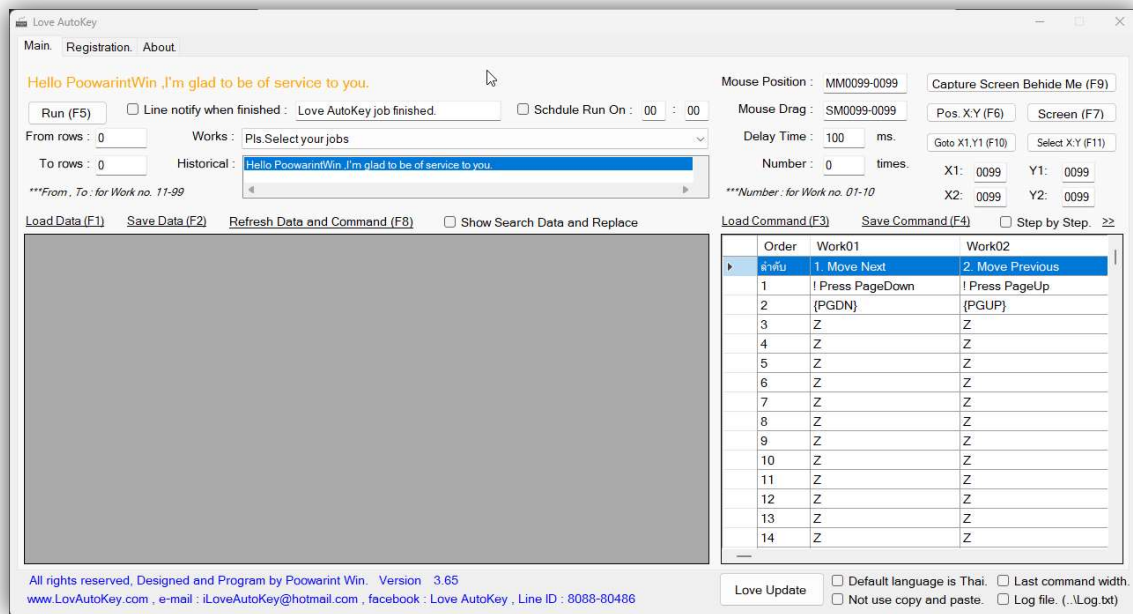 Love AutoKey
Main. Registration. About.
Hello PoowarintWin ,I'm glad to be of service to you.
Mouse Position : MM0099-0099 Capture Screen Behide Me (F9)
Run (F5) Line notify when finished : Love AutoKey job finished. Schdule Run On : 00 : 00
Mouse Drag : SM0099-0099 Pos. X:Y (F6) Screen (F7)
From rows : 0 Works : Pls.Select your jobs
Delay Time : 100 ms. Goto X1,Y1 (F10) Select X:Y (F11)
To rows : 0 Historical : Hello PoowarintWin ,I'm glad to be of service to you.
Number : 0 times. X1: 0099 Y1: 0099
***From , To : for Work no. 11-99
***Number : for Work no. 01-10 X2: 0099 Y2: 0099
Load Data (F1) Save Data (F2) Refresh Data and Command (F8) Show Search Data and Replace
Load Command (F3) Save Command (F4) Step by Step. >>
Order Work01 Work02
ลำดับ 1. Move Next 2. Move Previous
1 ! Press PageDown ! Press PageUp
2 {PGDN} {PGUP}
3 Z Z
4 Z Z
5 Z Z
6 Z Z
7 Z Z
8 Z Z
9 Z Z
10 Z Z
11 Z Z
12 Z Z
13 Z Z
14 Z Z
All rights reserved, Designed and Program by Poowarint Win. Version 3.65
www.LovAutoKey.com , e-mail : iLoveAutoKey@hotmail.com , facebook : Love AutoKey , Line ID : 8088-80486
Love Update Default language is Thai. Last command width.
Not use copy and paste. Log file. (..\Log.txt)